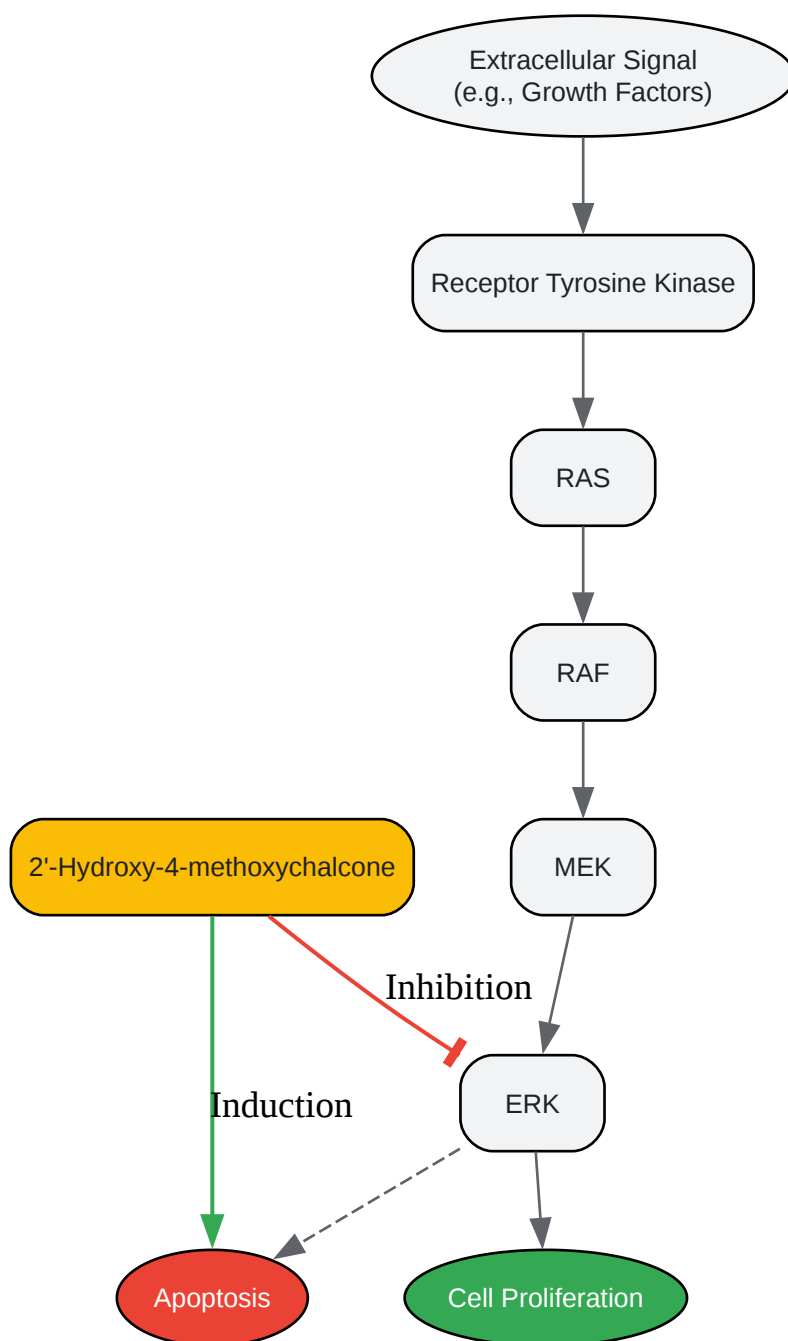 Extracellular Signal
(e.g., Growth Factors)
Receptor Tyrosine Kinase
RAS
RAF
2'-Hydroxy-4-methoxychalcone
MEK
Inhibition
Induction
ERK
Apoptosis
Cell Proliferation